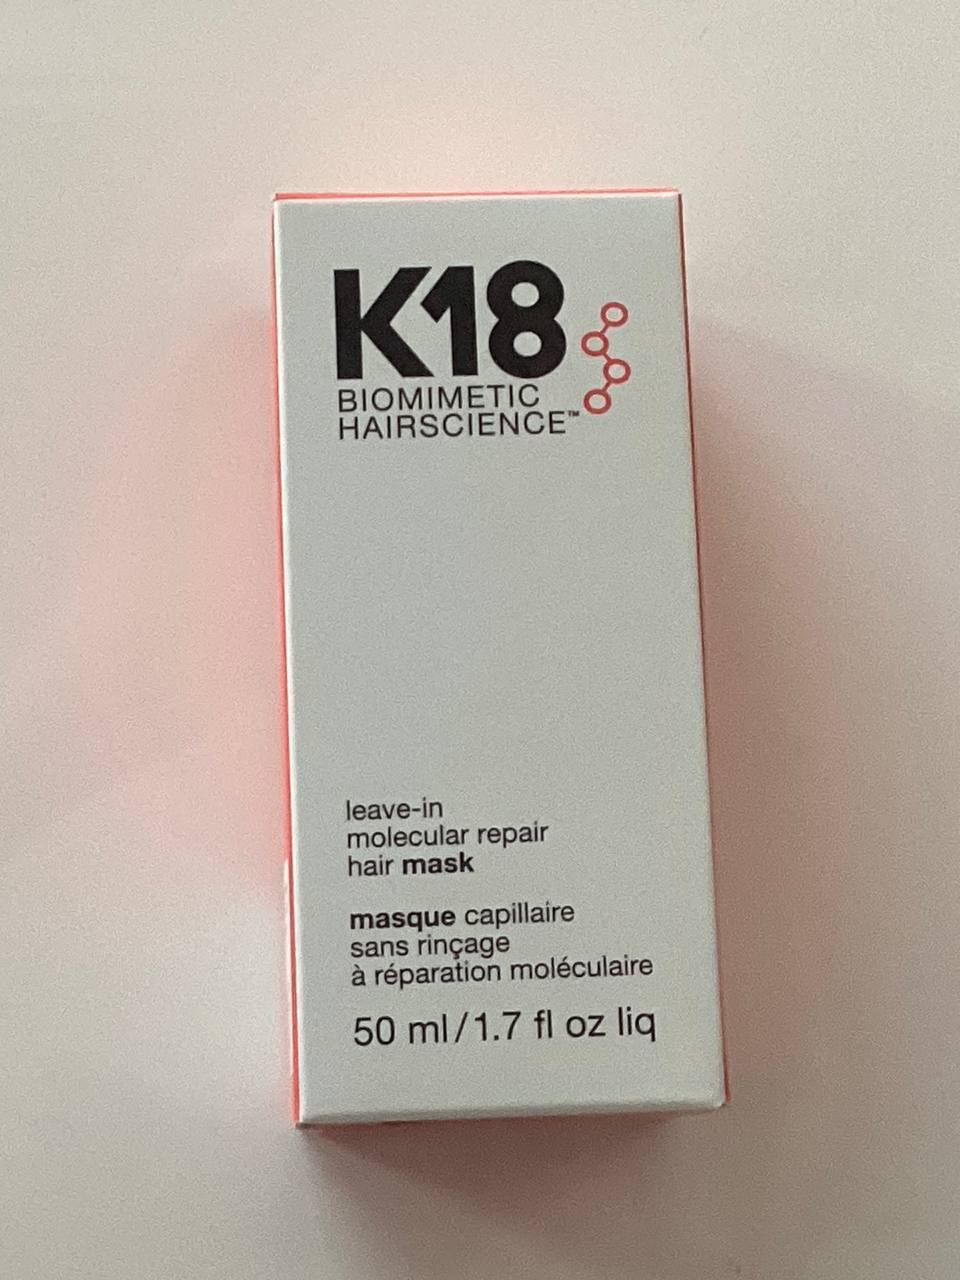 K18
BIOMIMETIC
HAIRSCIENCE™
leave-in
molecular repair
hair mask
masque capillaire
sans rinçage
à réparation moléculaire
50 ml/1.7 fl oz liq